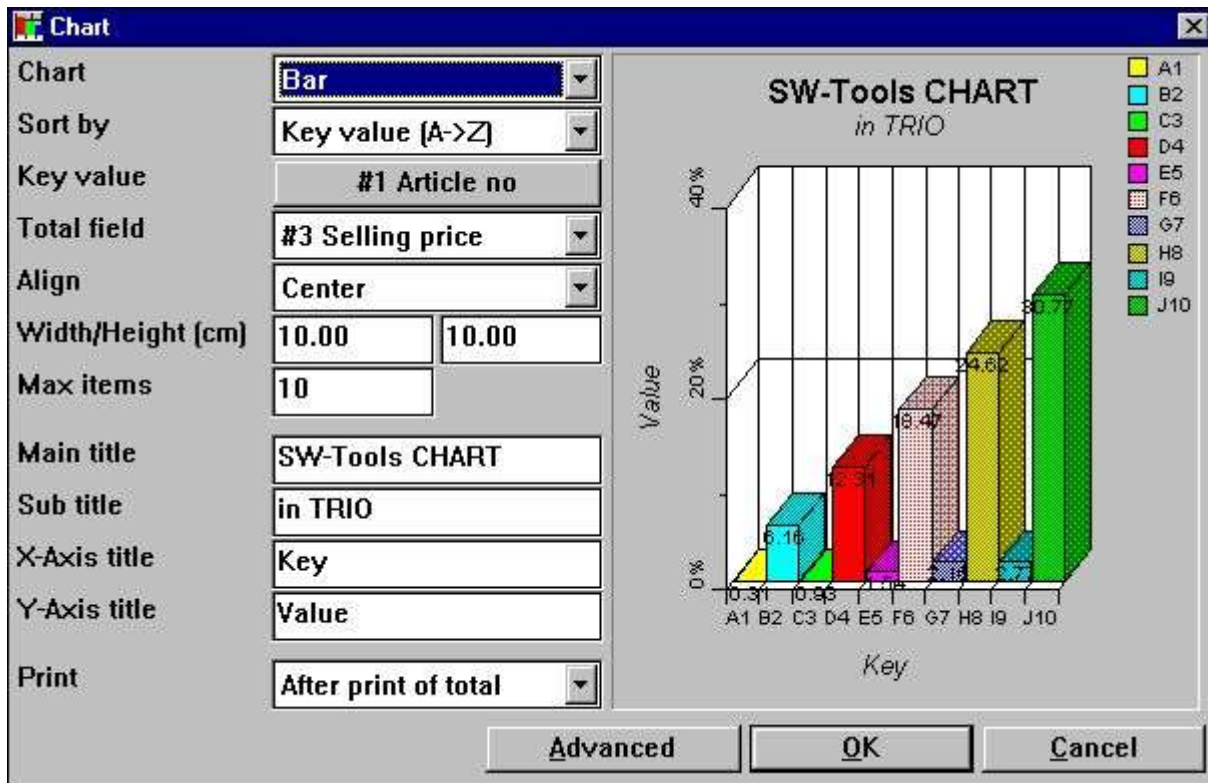 Chart
Chart
Bar
Sort by
Key value (A->Z)
Key value
#1 Article no
Total field
#3 Selling price
Align
Center
Width/Height (cm)
10.00
10.00
Max items
10
Main title
SW-Tools CHART
Sub title
in TRIO
X-Axis title
Key
Y-Axis title
Value
Print
After print of total
SW-Tools CHART
in TRIO
A1
B2
C3
D4
E5
F6
G7
H8
I9
J10
40%
20%
0%
Value
0.31
6.16
0.93
12.31
18.47
24.62
30.77
A1 B2 C3 D4 E5 F6 G7 H8 I9 J10
Key
Advanced
OK
Cancel